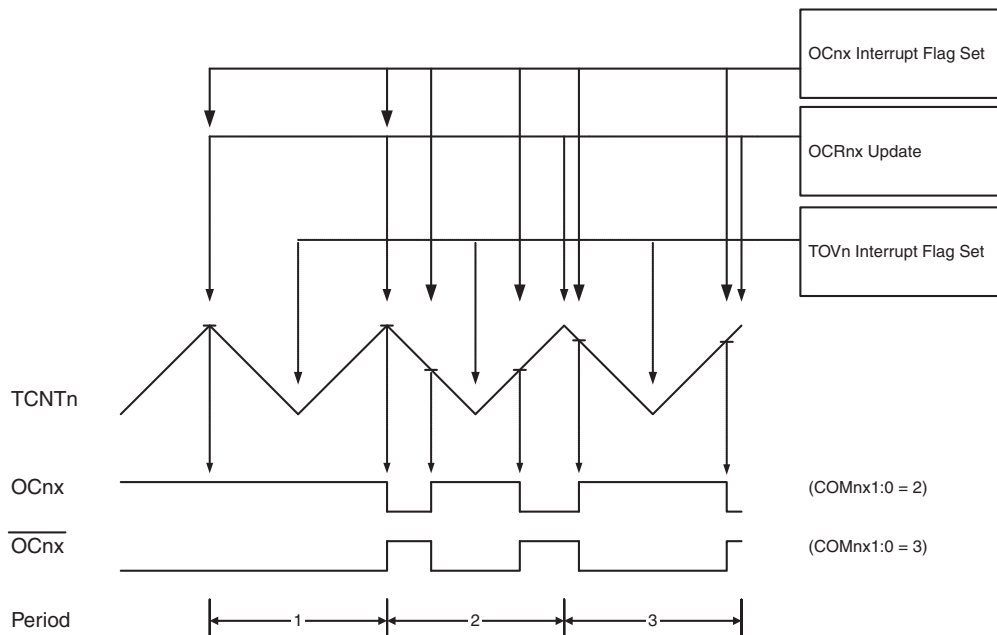 OCnx Interrupt Flag Set
OCRnx Update
TOVn Interrupt Flag Set
TCNTn
OCnx
(COMnx1:0 = 2)
OCnx
(COMnx1:0 = 3)
Period
1
2
3